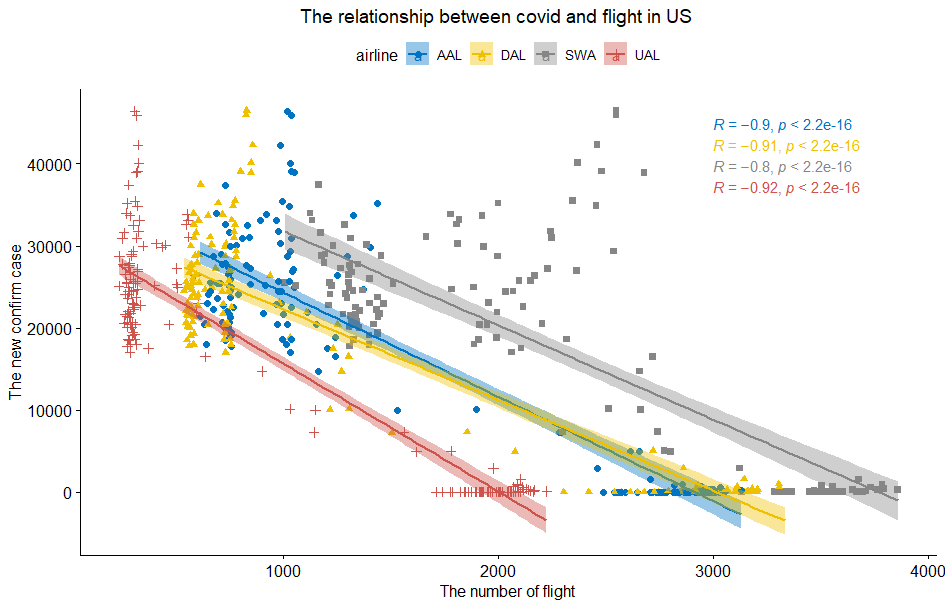 The relationship between covid and flight in US
airline AAL DAL SWA UAL
R = −0.9, p < 2.2e-16
R = −0.91, p < 2.2e-16
R = −0.8, p < 2.2e-16
R = −0.92, p < 2.2e-16
The new confirm case
40000
30000
20000
10000
0
1000 2000 3000 4000
The number of flight